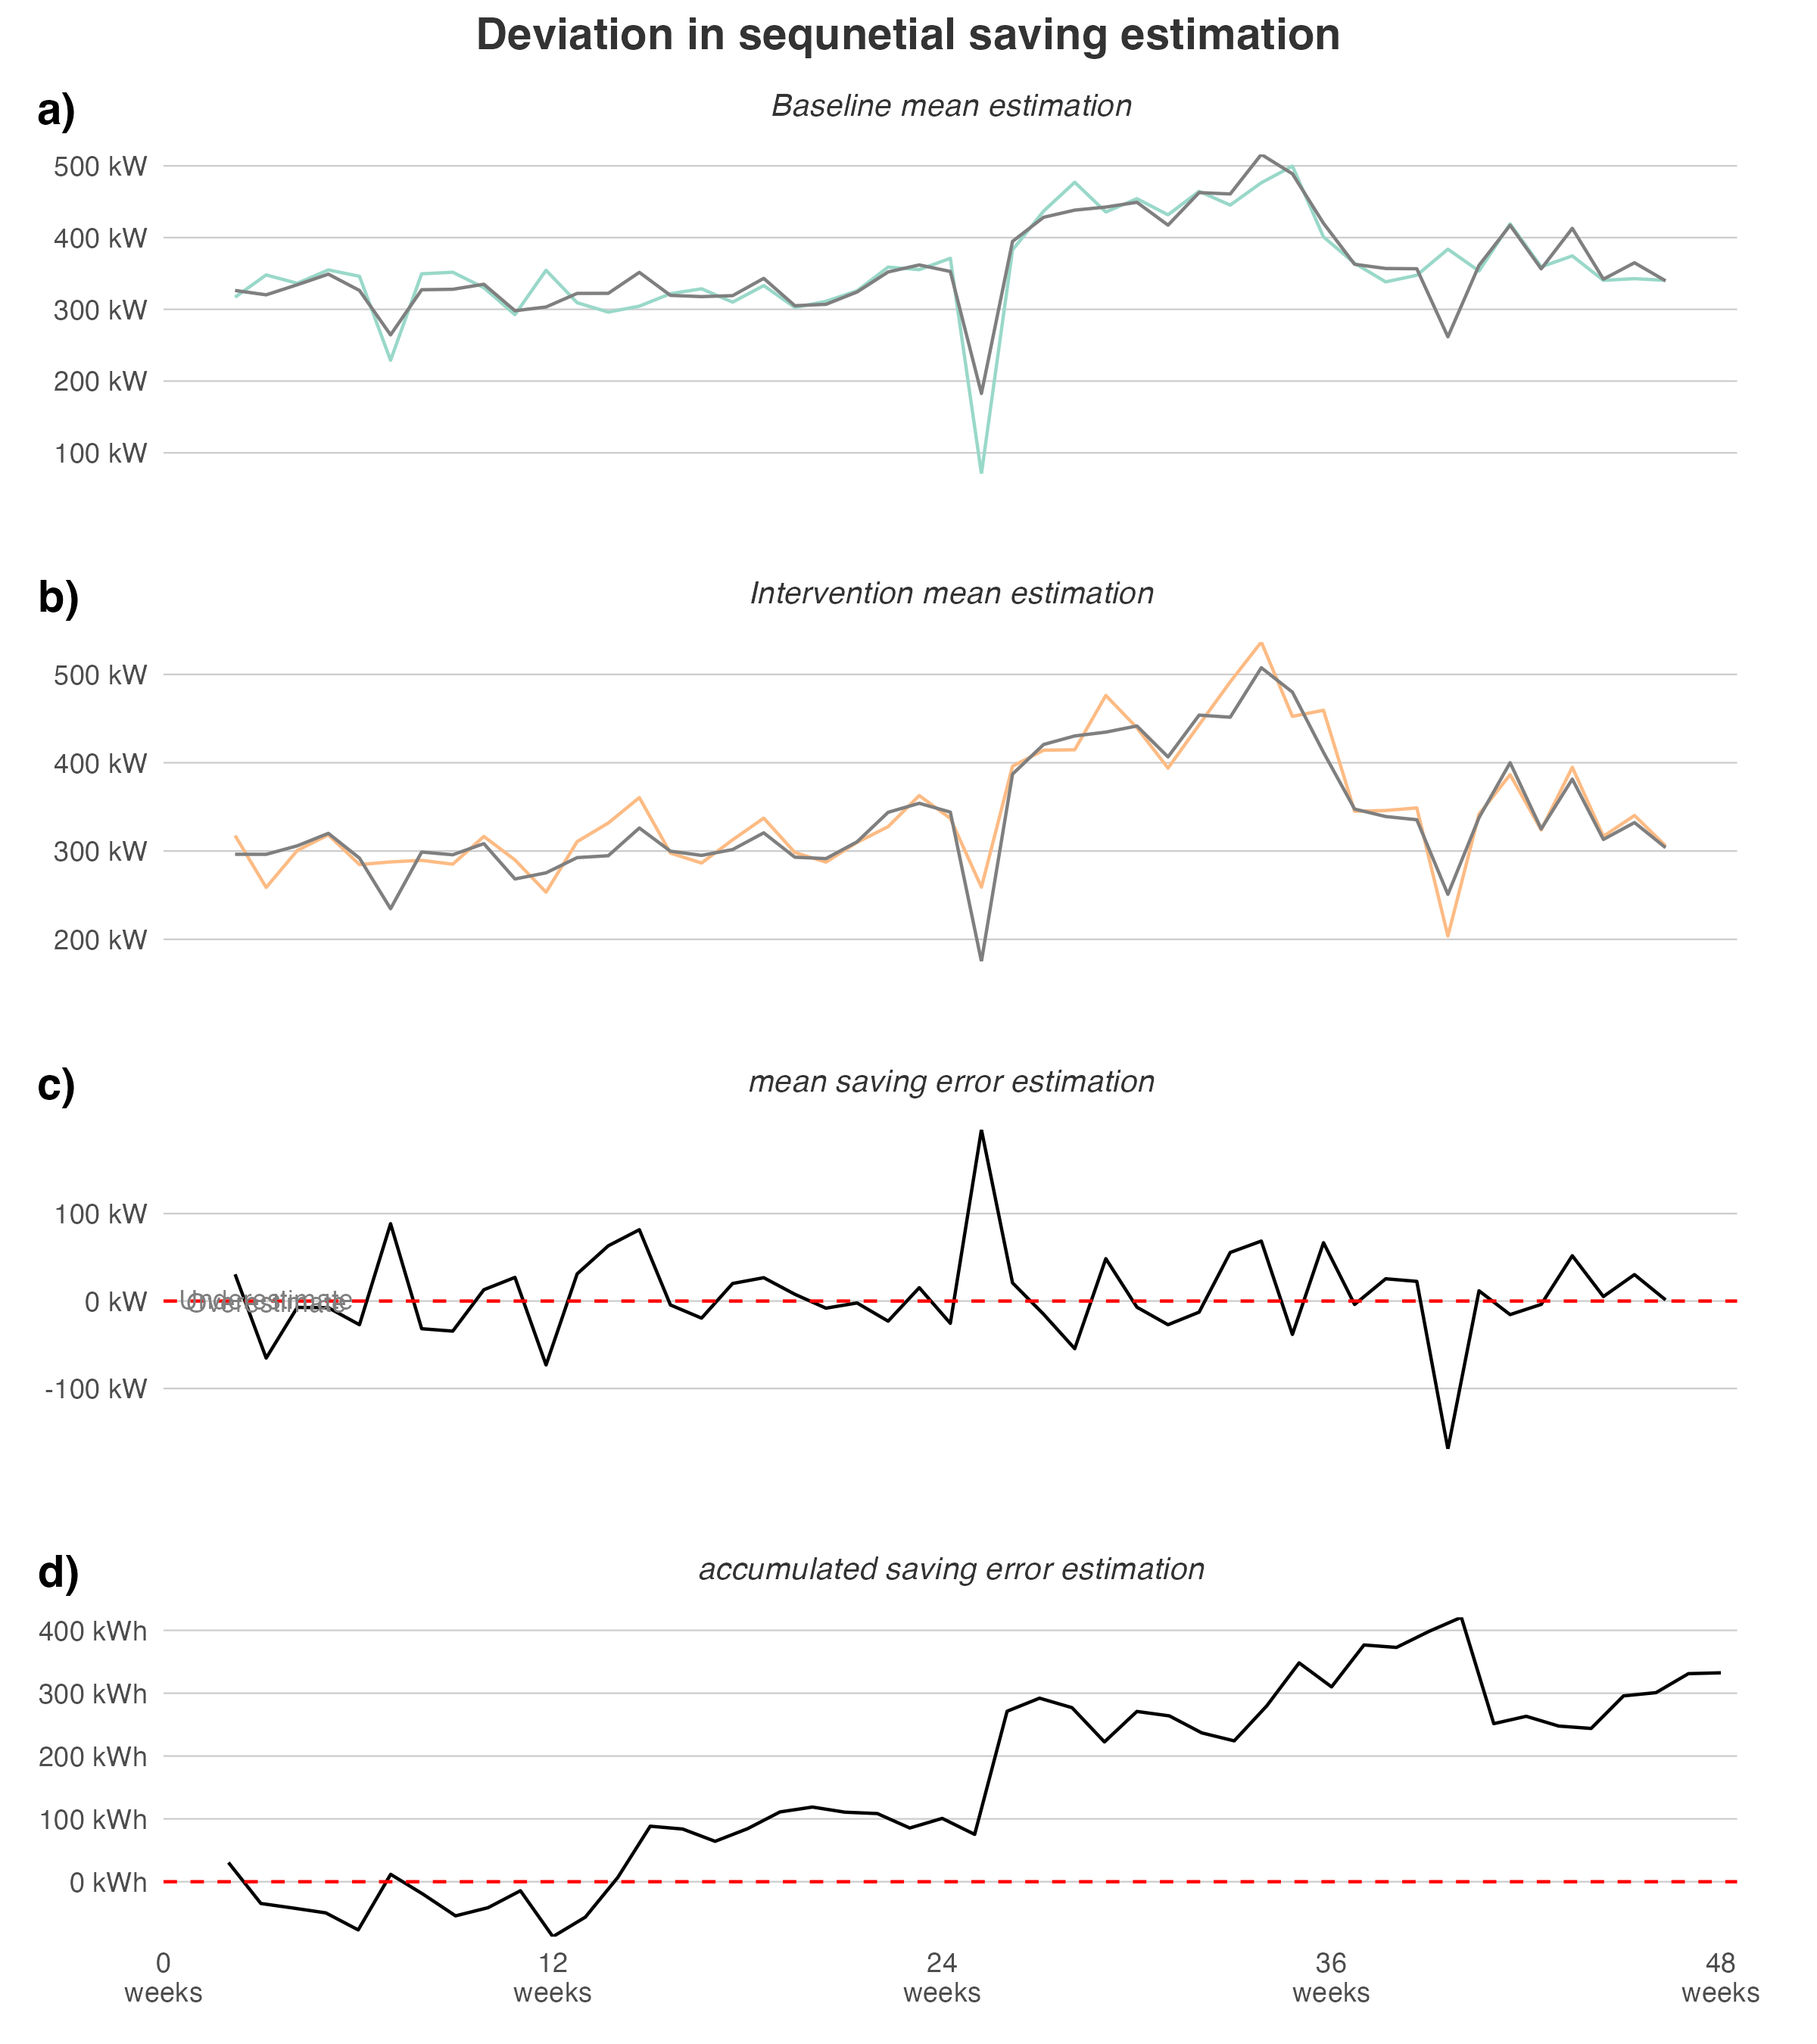 Deviation in sequnetial saving estimation
a)
Baseline mean estimation
500 kW
400 kW
300 kW
200 kW
100 kW
b)
Intervention mean estimation
500 kW
400 kW
300 kW
200 kW
c)
mean saving error estimation
100 kW
0 kW
-100 kW
Underestimate
Overestimate
d)
accumulated saving error estimation
400 kWh
300 kWh
200 kWh
100 kWh
0 kWh
0 12 24 36 48
weeks weeks weeks weeks weeks